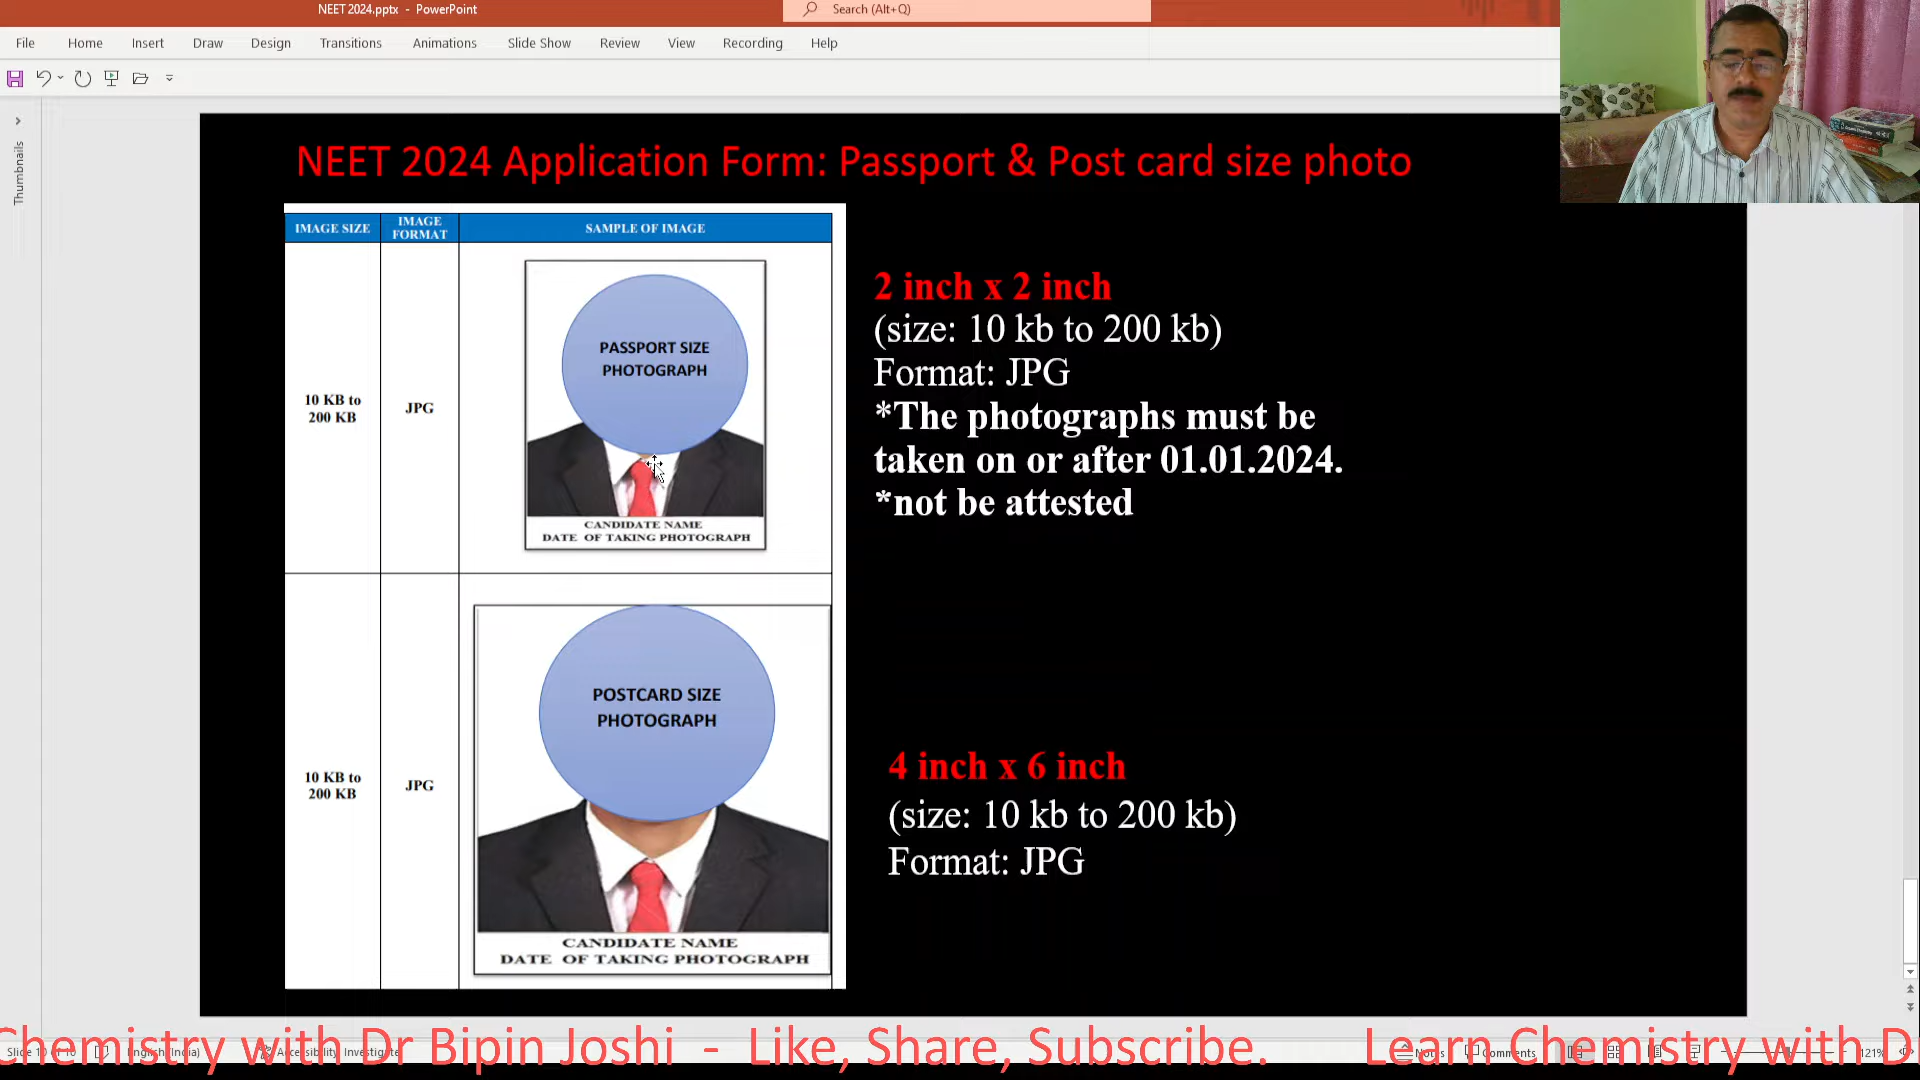 NEET 2024.pptx - PowerPoint
Search (Alt+Q)
File Home Insert Draw Design Transitions Animations Slide Show Review View Recording Help
Thumbnails
NEET 2024 Application Form: Passport & Post card size photo
IMAGE SIZE
IMAGE
FORMAT
SAMPLE OF IMAGE
10 KB to
200 KB
JPG
PASSPORT SIZE
PHOTOGRAPH
CANDIDATE NAME
DATE OF TAKING PHOTOGRAPH
2 inch x 2 inch
(size: 10 kb to 200 kb)
Format: JPG
*The photographs must be
taken on or after 01.01.2024.
*not be attested
10 KB to
200 KB
JPG
POSTCARD SIZE
PHOTOGRAPH
CANDIDATE NAME
DATE OF TAKING PHOTOGRAPH
4 inch x 6 inch
(size: 10 kb to 200 kb)
Format: JPG
Chemistry with Dr Bipin Joshi - Like, Share, Subscribe. Learn Chemistry with D
Notes Comments 121%